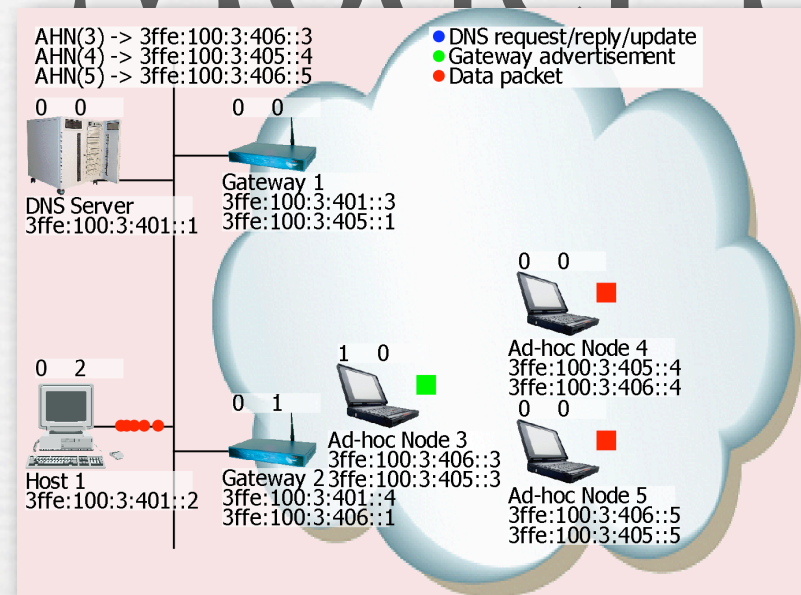 AHN(3) -> 3ffe:100:3:406::3
AHN(4) -> 3ffe:100:3:405::4
AHN(5) -> 3ffe:100:3:406::5
DNS request/reply/update
Gateway advertisement
Data packet
0 0
DNS Server
3ffe:100:3:401::1
0 0
Gateway 1
3ffe:100:3:401::3
3ffe:100:3:405::1
0 0
Ad-hoc Node 4
3ffe:100:3:405::4
3ffe:100:3:406::4
0 2
Host 1
3ffe:100:3:401::2
0 1
Gateway 2
3ffe:100:3:401::4
3ffe:100:3:406::1
1 0
Ad-hoc Node 3
3ffe:100:3:406::3
3ffe:100:3:405::3
0 0
Ad-hoc Node 5
3ffe:100:3:406::5
3ffe:100:3:405::5